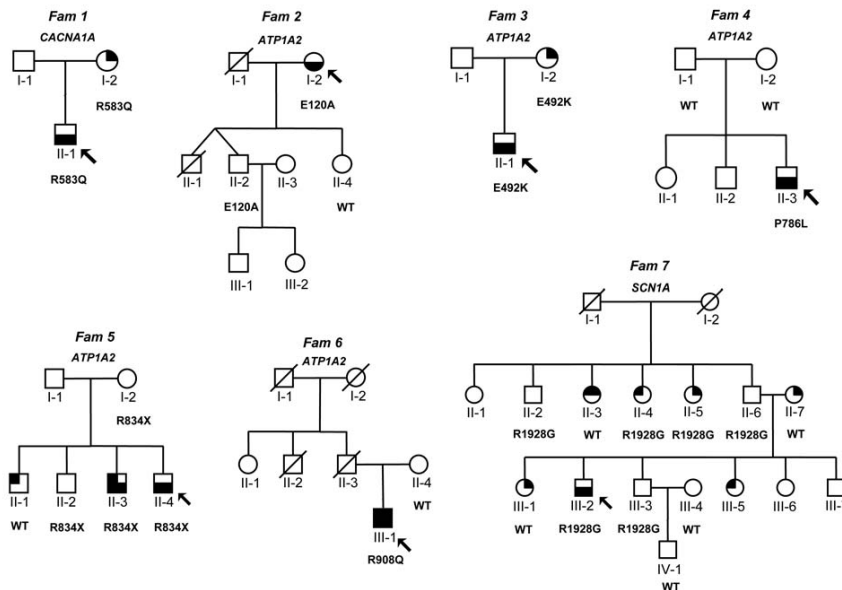 Fam 1
CACNA1A
I-1
I-2
R583Q
II-1
R583Q
Fam 2
ATP1A2
I-1
I-2
E120A
II-1
II-2
II-3
II-4
E120A
WT
III-1
III-2
Fam 3
ATP1A2
I-1
I-2
E492K
II-1
E492K
Fam 4
ATP1A2
I-1
I-2
WT
WT
II-1
II-2
II-3
P786L
Fam 5
ATP1A2
I-1
I-2
R834X
II-1
II-2
II-3
II-4
WT
R834X
R834X
R834X
Fam 6
ATP1A2
I-1
I-2
II-1
II-2
II-3
II-4
WT
III-1
R908Q
Fam 7
SCN1A
I-1
I-2
II-1
II-2
II-3
II-4
II-5
II-6
II-7
R1928G
WT
R1928G
R1928G
R1928G
WT
III-1
III-2
III-3
III-4
III-5
III-6
WT
R1928G
R1928G
WT
IV-1
WT